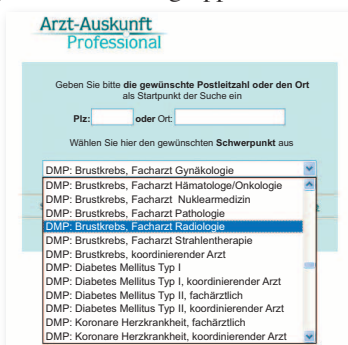 Arzt-Auskunft
Professional
Geben Sie bitte die gewünschte Postleitzahl oder den Ort
als Startpunkt der Suche ein
Plz: oder Ort:
Wählen Sie hier den gewünschten Schwerpunkt aus
DMP: Brustkrebs, Facharzt Gynäkologie
DMP: Brustkrebs, Facharzt Hämatologe/Onkologie
DMP: Brustkrebs, Facharzt Nuklearmedizin
DMP: Brustkrebs, Facharzt Pathologie
DMP: Brustkrebs, Facharzt Radiologie
DMP: Brustkrebs, Facharzt Strahlentherapie
DMP: Brustkrebs, koordinierender Arzt
DMP: Diabetes Mellitus Typ I
DMP: Diabetes Mellitus Typ I, koordinierender Arzt
DMP: Diabetes Mellitus Typ II, fachärztlich
DMP: Diabetes Mellitus Typ II, koordinierender Arzt
DMP: Koronare Herzkrankheit, fachärztlich
DMP: Koronare Herzkrankheit, koordinierender Arzt